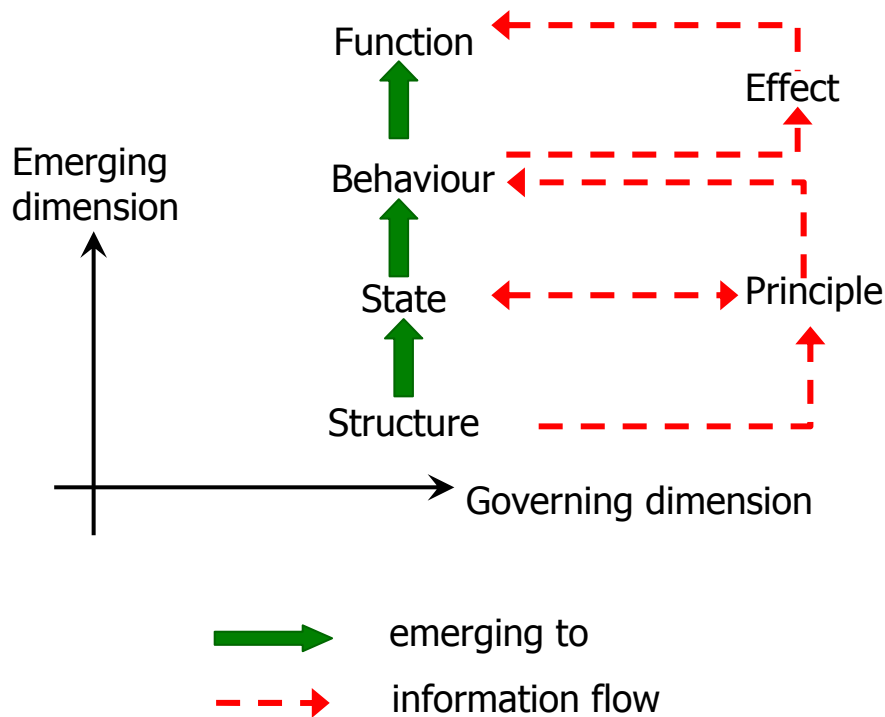 Function
Effect
Emerging
dimension
Behaviour
State
Principle
Structure
Governing dimension
emerging to
information flow